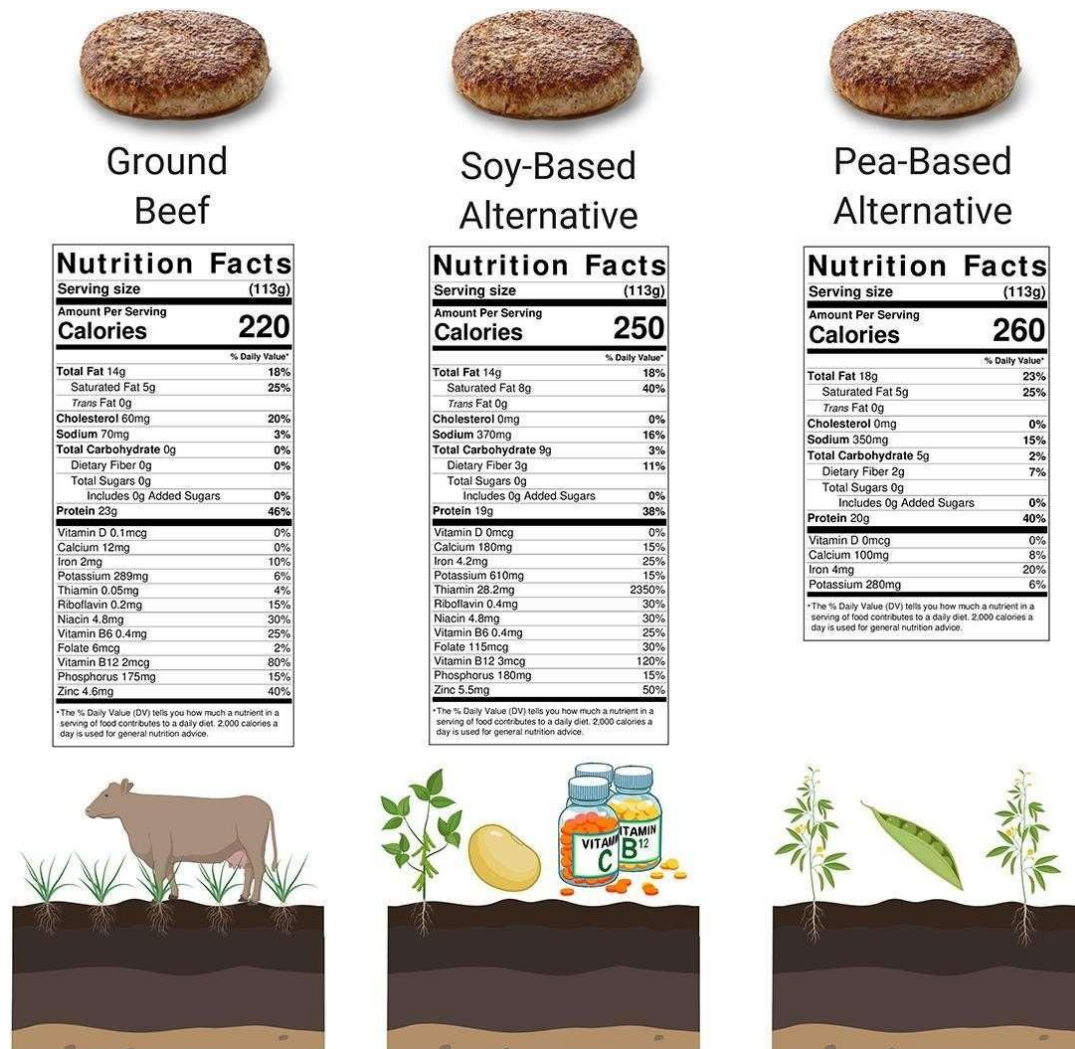 Ground
Beef
Nutrition Facts
Serving size (113g)
Amount Per Serving
Calories 220
% Daily Value*
Total Fat 14g 18%
Saturated Fat 5g 25%
Trans Fat 0g
Cholesterol 60mg 20%
Sodium 70mg 3%
Total Carbohydrate 0g 0%
Dietary Fiber 0g 0%
Total Sugars 0g
Includes 0g Added Sugars 0%
Protein 23g 46%
Vitamin D 0.1mcg 0%
Calcium 12mg 0%
Iron 2mg 10%
Potassium 289mg 6%
Thiamin 0.05mg 4%
Riboflavin 0.2mg 15%
Niacin 4.8mg 30%
Vitamin B6 0.4mg 25%
Folate 6mcg 2%
Vitamin B12 2mcg 80%
Phosphorus 175mg 15%
Zinc 4.6mg 40%
*The % Daily Value (DV) tells you how much a nutrient in a
serving of food contributes to a daily diet. 2,000 calories a
day is used for general nutrition advice.
Soy-Based
Alternative
Nutrition Facts
Serving size (113g)
Amount Per Serving
Calories 250
% Daily Value*
Total Fat 14g 18%
Saturated Fat 8g 40%
Trans Fat 0g
Cholesterol 0mg 0%
Sodium 370mg 16%
Total Carbohydrate 9g 3%
Dietary Fiber 3g 11%
Total Sugars 0g
Includes 0g Added Sugars 0%
Protein 19g 38%
Vitamin D 0mcg 0%
Calcium 180mg 15%
Iron 4.2mg 25%
Potassium 610mg 15%
Thiamin 28.2mg 2350%
Riboflavin 0.4mg 30%
Niacin 4.8mg 30%
Vitamin B6 0.4mg 25%
Folate 115mcg 30%
Vitamin B12 3mcg 120%
Phosphorus 180mg 15%
Zinc 5.5mg 50%
*The % Daily Value (DV) tells you how much a nutrient in a
serving of food contributes to a daily diet. 2,000 calories a
day is used for general nutrition advice.
VITAM
C
ITAMIN
B12
Pea-Based
Alternative
Nutrition Facts
Serving size (113g)
Amount Per Serving
Calories 260
% Daily Value*
Total Fat 18g 23%
Saturated Fat 5g 25%
Trans Fat 0g
Cholesterol 0mg 0%
Sodium 350mg 15%
Total Carbohydrate 5g 2%
Dietary Fiber 2g 7%
Total Sugars 0g
Includes 0g Added Sugars 0%
Protein 20g 40%
Vitamin D 0mcg 0%
Calcium 100mg 8%
Iron 4mg 20%
Potassium 280mg 6%
*The % Daily Value (DV) tells you how much a nutrient in a
serving of food contributes to a daily diet. 2,000 calories a
day is used for general nutrition advice.